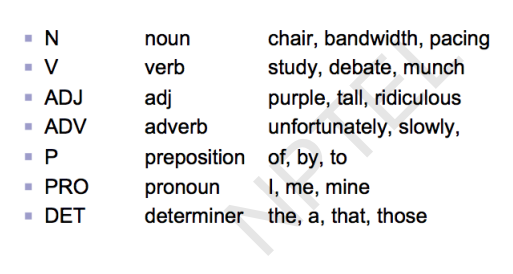 N noun chair, bandwidth, pacing
V verb study, debate, munch
ADJ adj purple, tall, ridiculous
ADV adverb unfortunately, slowly,
P preposition of, by, to
PRO pronoun I, me, mine
DET determiner the, a, that, those
NPTEL